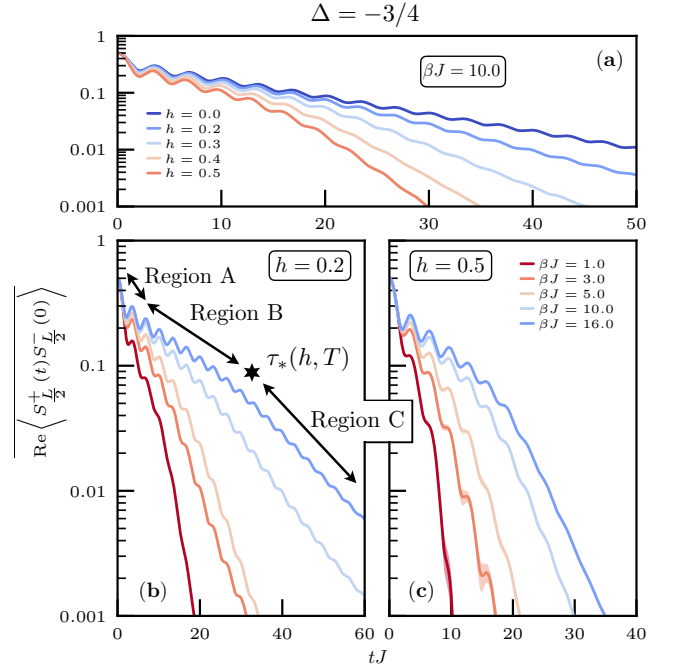 Δ = −3/4
1
0.1
0.01
0.001
(a)
βJ = 10.0
h = 0.0
h = 0.2
h = 0.3
h = 0.4
h = 0.5
0 10 20 30 40 50
Re⟨S⁺_{L/2}(t)S⁻_{L/2}(0)⟩
1
0.1
0.01
0.001
Region A
h = 0.2
Region B
τ∗(h, T)
Region C
(b)
0 20 40 60
h = 0.5
βJ = 1.0
βJ = 3.0
βJ = 5.0
βJ = 10.0
βJ = 16.0
(c)
0 10 20 30 40
tJ